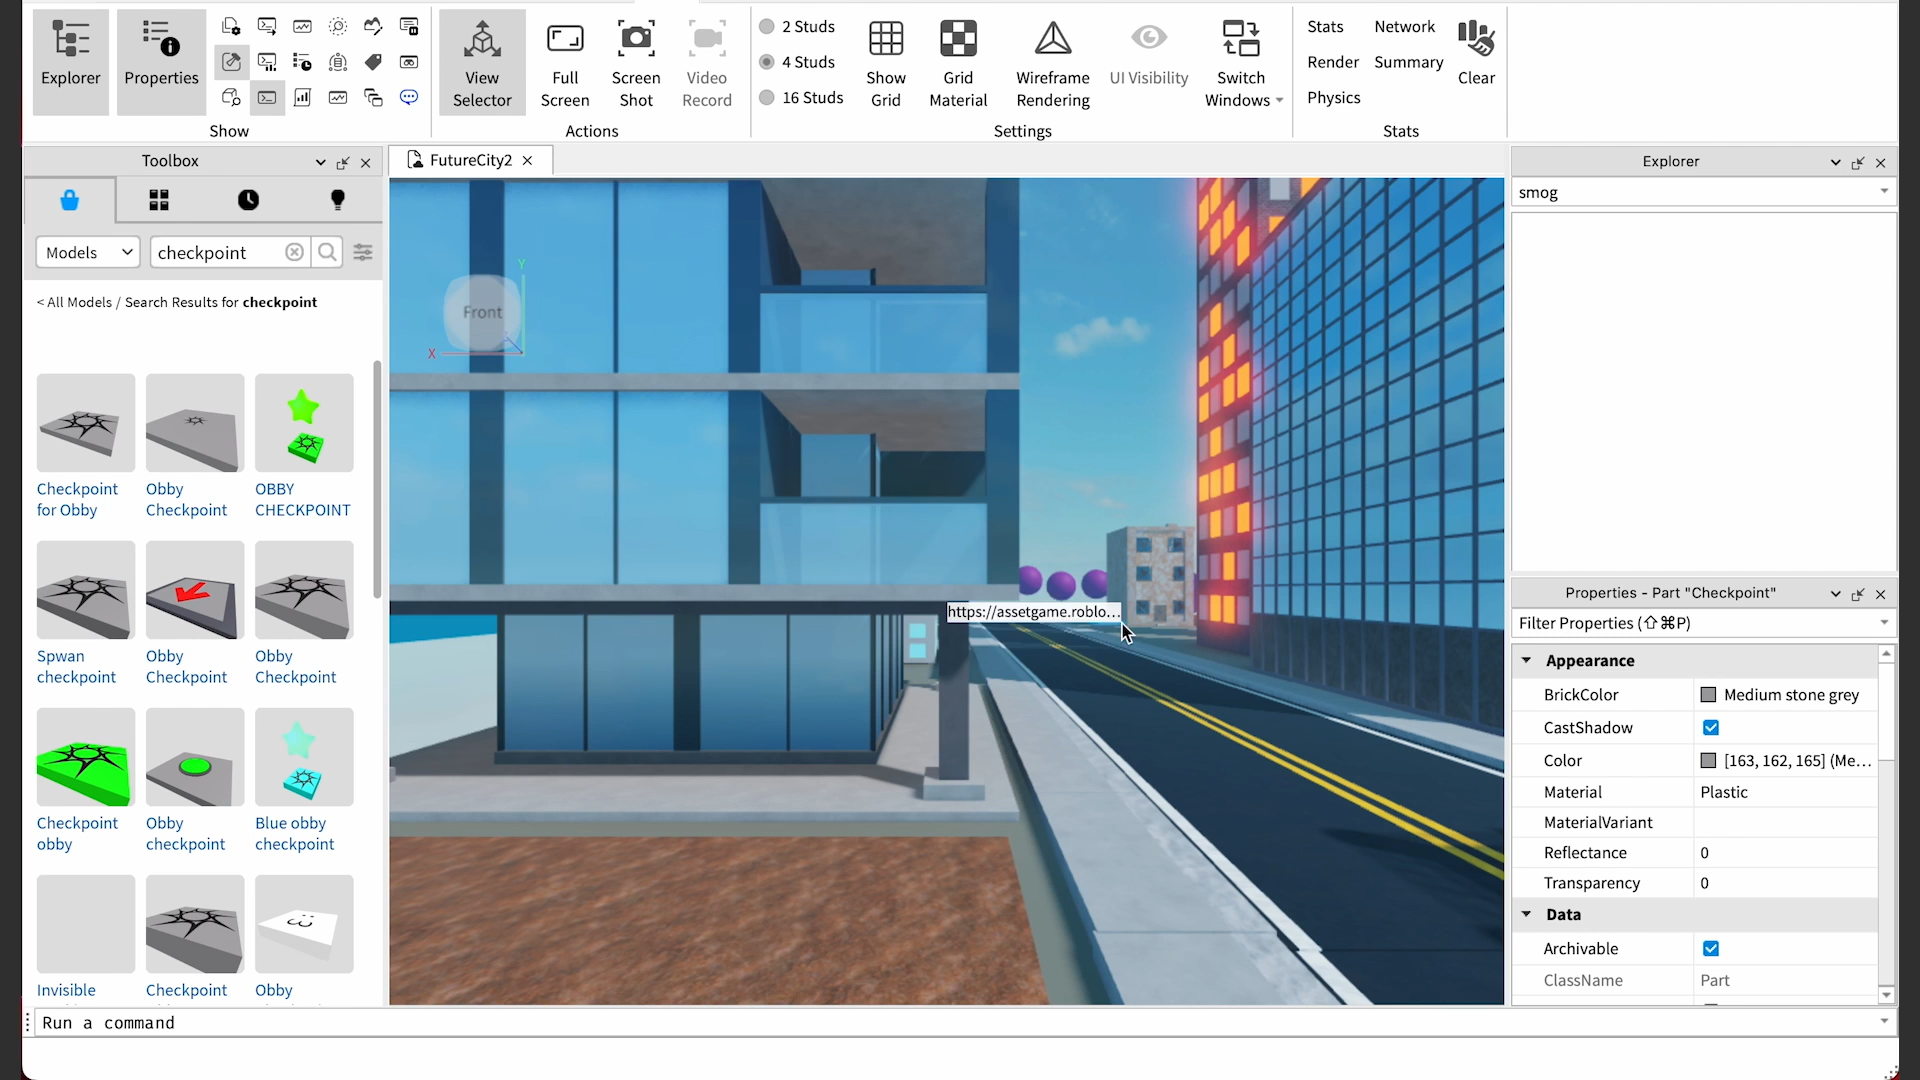 Explorer
Properties
Show
View
Selector
Full
Screen
Screen
Shot
Video
Record
Actions
2 Studs
4 Studs
16 Studs
Show
Grid
Grid
Material
Wireframe
Rendering
UI Visibility
Switch
Windows
Settings
Stats
Network
Render
Summary
Physics
Clear
Stats
Toolbox
Models
checkpoint
< All Models / Search Results for checkpoint
Checkpoint
for Obby
Obby
Checkpoint
OBBY
CHECKPOINT
Spwan
checkpoint
Obby
Checkpoint
Obby
Checkpoint
Checkpoint
obby
Obby
checkpoint
Blue obby
checkpoint
Invisible
Checkpoint
Obby
FutureCity2
Y
Front
X
https://assetgame.roblo...
Explorer
smog
Properties - Part "Checkpoint"
Filter Properties (⇧⌘P)
Appearance
BrickColor Medium stone grey
CastShadow
Color [163, 162, 165] (Me...
Material Plastic
MaterialVariant
Reflectance 0
Transparency 0
Data
Archivable
ClassName Part
Run a command